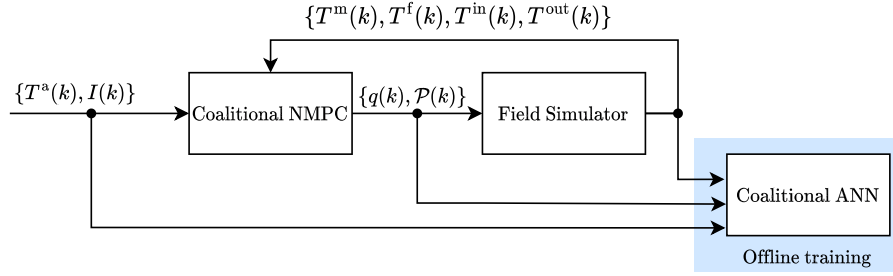 {T^m(k), T^f(k), T^in(k), T^out(k)}
{T^a(k), I(k)}
Coalitional NMPC
{q(k), 𝒫(k)}
Field Simulator
Coalitional ANN
Offline training